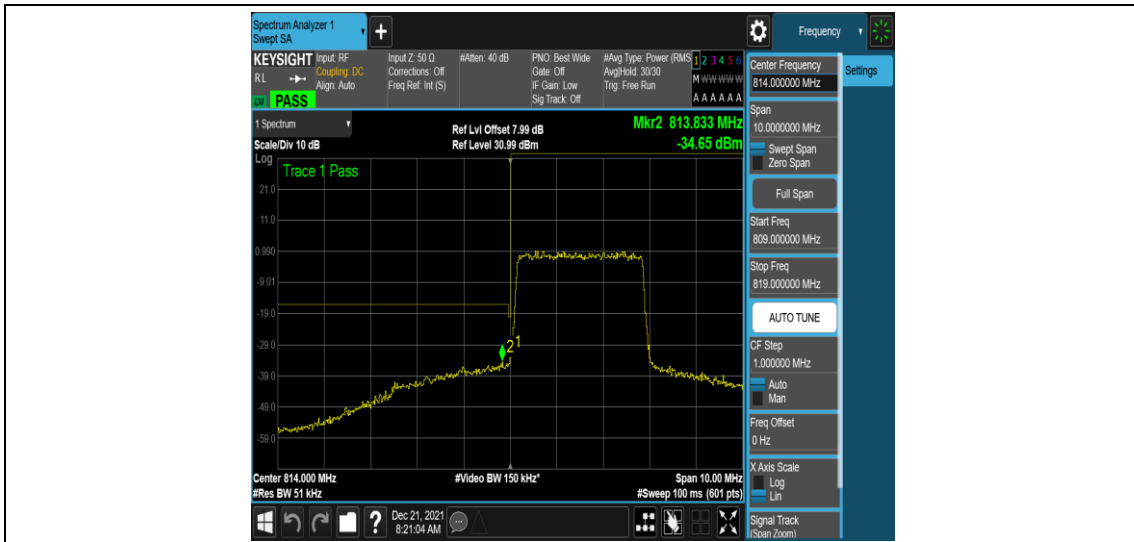 Spectrum Analyzer 1
Swept SA
+
Frequency
KEYSIGHT
RL
LXI
PASS
Input: RF
Coupling: DC
Align: Auto
Input Z: 50 Ω
Corrections: Off
Freq Ref: Int (S)
#Atten: 40 dB
PNO: Best Wide
Gate: Off
IF Gain: Low
Sig Track: Off
#Avg Type: Power (RMS
Avg|Hold: 30/30
Trig: Free Run
1 2 3 4 5 6
M W W W W W
A A A A A A
Center Frequency
814.000000 MHz
Settings
Span
10.0000000 MHz
Swept Span
Zero Span
Full Span
Start Freq
809.000000 MHz
Stop Freq
819.000000 MHz
AUTO TUNE
CF Step
1.000000 MHz
Auto
Man
Freq Offset
0 Hz
X Axis Scale
Log
Lin
Signal Track
(Span Zoom)
1 Spectrum
Scale/Div 10 dB
Ref Lvl Offset 7.99 dB
Ref Level 30.99 dBm
Mkr2 813.833 MHz
-34.65 dBm
Log
Trace 1 Pass
21.0
11.0
0.990
-9.01
-19.0
-29.0
-39.0
-49.0
-59.0
2
1
Center 814.000 MHz
#Res BW 51 kHz
#Video BW 150 kHz*
Span 10.00 MHz
#Sweep 100 ms (601 pts)
?
Dec 21, 2021
8:21:04 AM